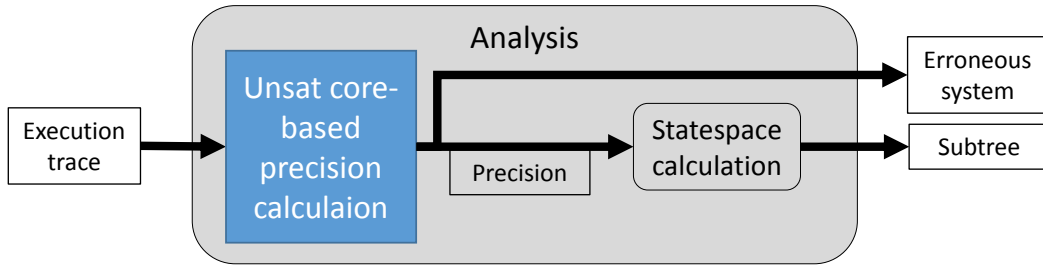 Analysis
Execution
trace
Unsat core-
based
precision
calculaion
Precision
Statespace
calculation
Erroneous
system
Subtree